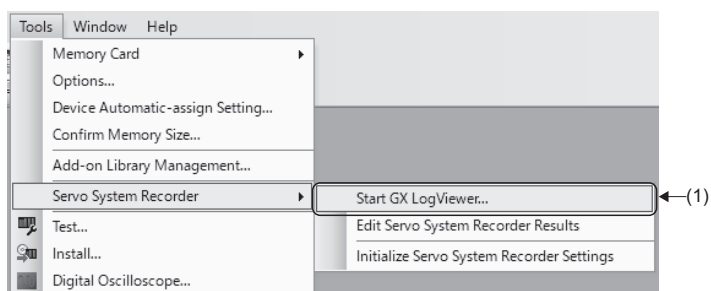 Tools Window Help
Memory Card
Options...
Device Automatic-assign Setting...
Confirm Memory Size...
Add-on Library Management...
Servo System Recorder
Start GX LogViewer...
(1)
Test...
Edit Servo System Recorder Results
Install...
Initialize Servo System Recorder Settings
Digital Oscilloscope...